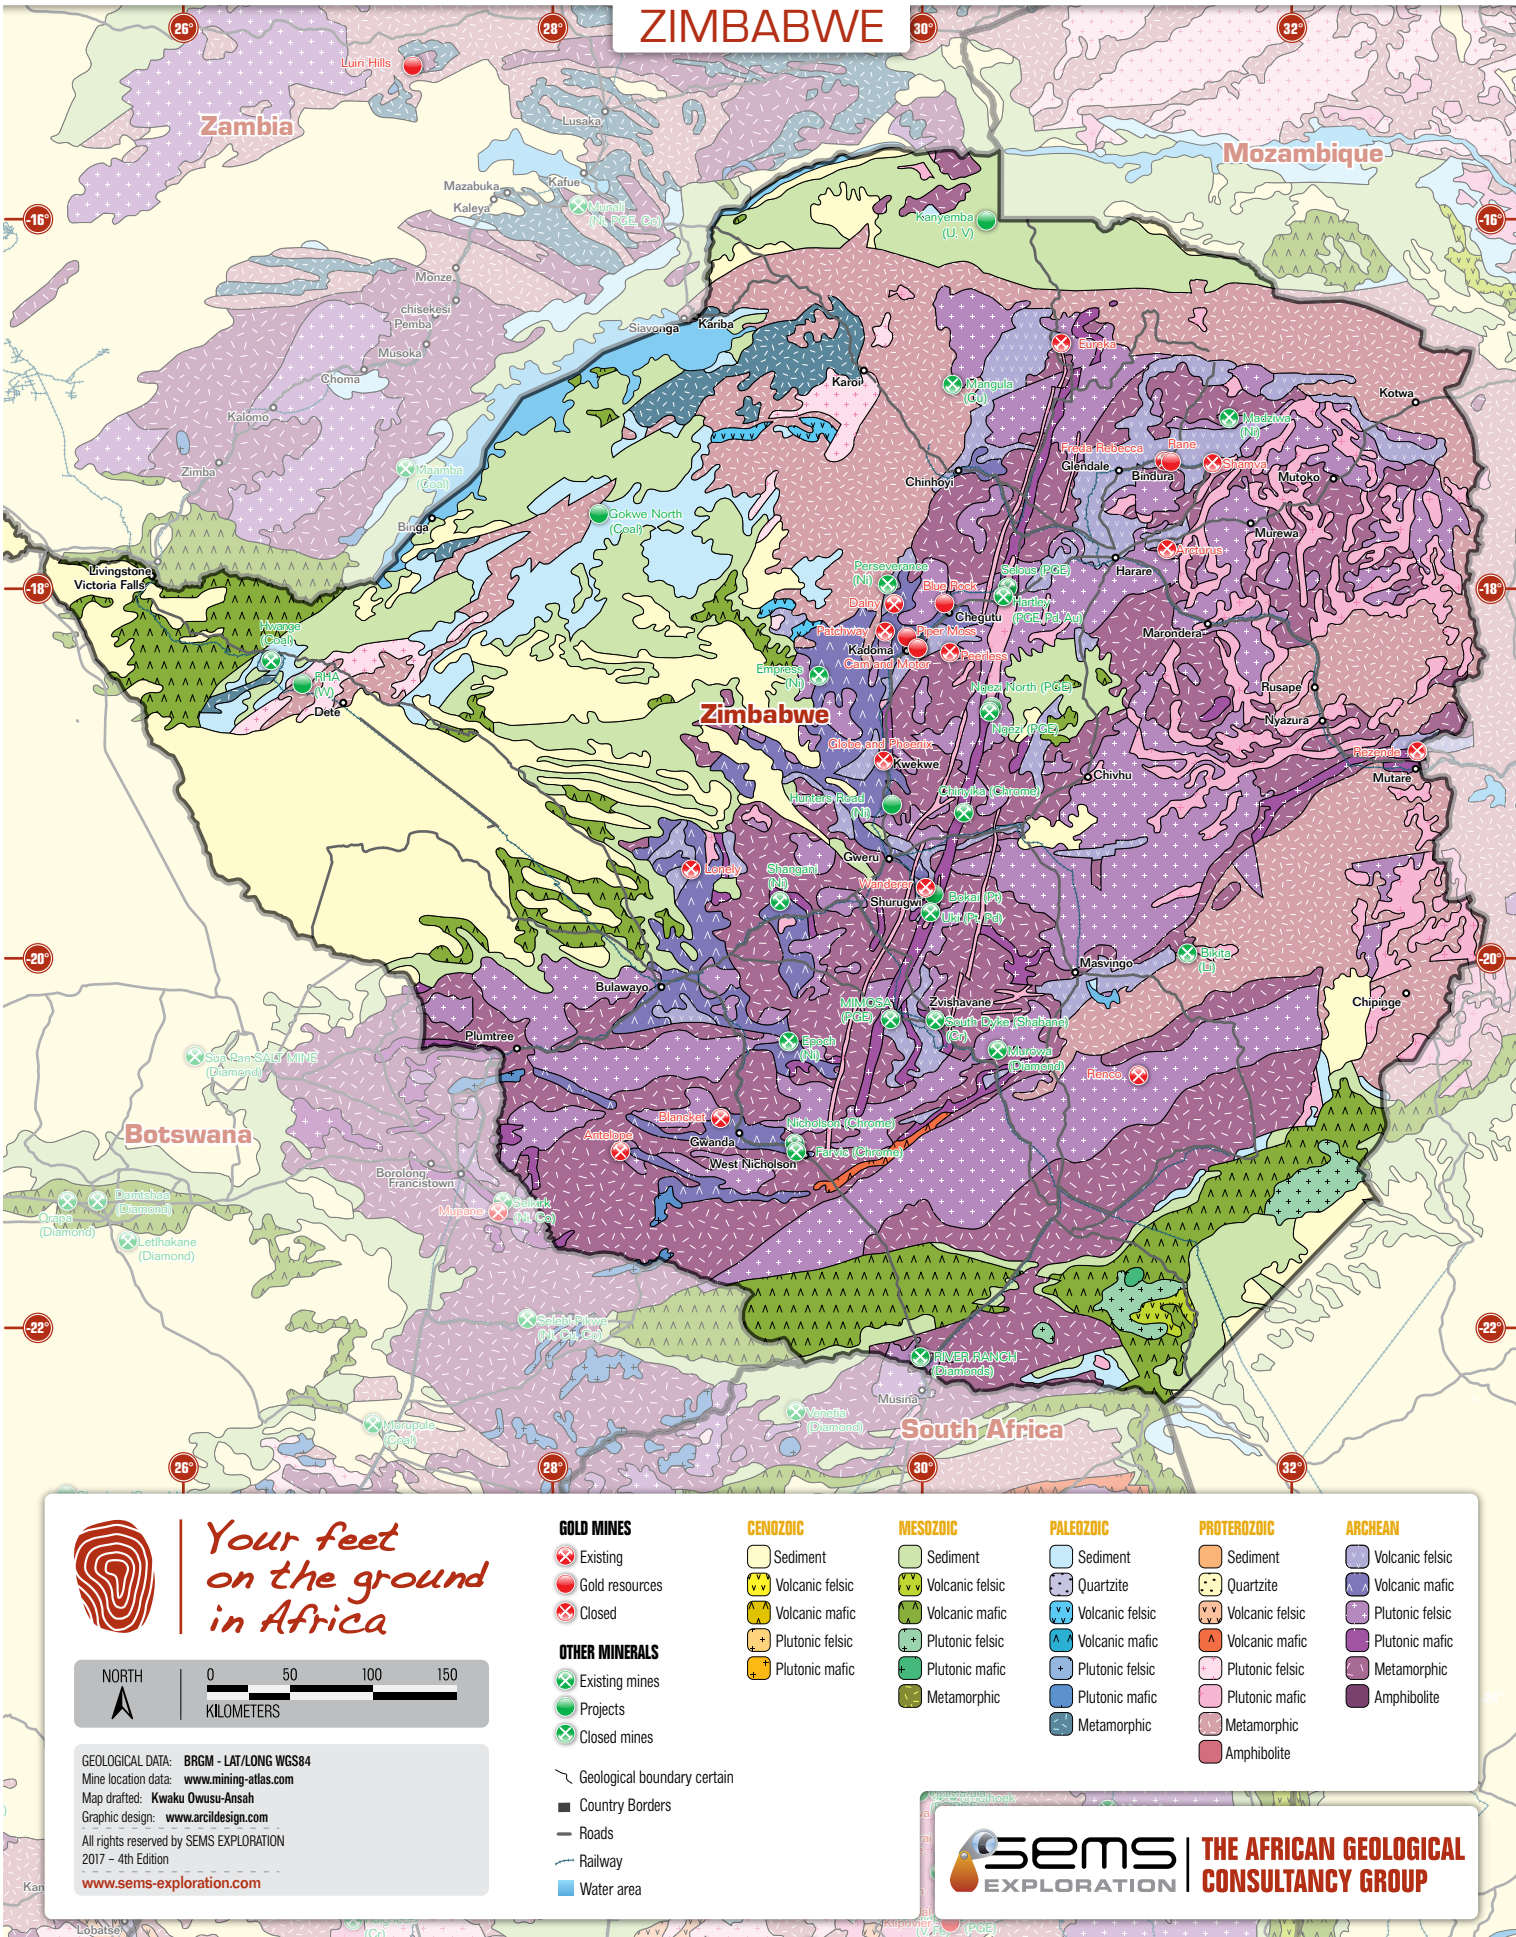 ZIMBABWE
26°
28°
30°
32°
Luiri Hills
Zambia
Lusaka
Mozambique
Mazabuka
Kafue
Kaleya
Munali
(Ni, PGE, Co)
-16°
-16°
Kanyemba
(U, V)
Monze
chisekesi
Pemba
Siavonga
Kariba
Musoka
Eureka
Choma
Karoi
Mangula
(Cu)
Kotwa
Kalomo
Madziwa
(Ni)
Freda Rebecca
Rane
Zimba
Maamba
(Coal)
Glendale
Shamva
Chinhoyi
Bindura
Mutoko
Gokwe North
(Coal)
Binga
Murewa
Arcturus
Livingstone
Harare
Victoria Falls
Perseverance
(Ni)
Selous (PGE)
-18°
-18°
Blue Rock
Dalny
Hartley
(PGE, Pd, Au)
Chegutu
Hwange
(Coal)
Patchway
Piper Moss
Marondera
Kadoma
Peerless
Cam and Motor
Empress
(Ni)
RHA
(W)
Ngezi North (PGE)
Rusape
Dete
Zimbabwe
Nyazura
Ngezi (PGE)
Globe and Phoenix
Rezende
Kwekwe
Chivhu
Mutare
Hunters Road
(Ni)
Chinyika (Chrome)
Gweru
Lonely
Shangani
(Ni)
Wanderer
Shurugwi
Bokai (Pt)
Uki (Pt, Pd)
-20°
-20°
Bikita
(Li)
Masvingo
Bulawayo
MIMOSA
(PGE)
Zvishavane
Chipinge
South Dyke (Shabane)
(Cr)
Plumtree
Epoch
(Ni)
Sua Pan SALT MINE
(Diamond)
Murowa
(Diamond)
Renco
Botswana
Blancket
Nicholson (Chrome)
Antelope
Gwanda
Farvic (Chrome)
West Nicholson
Borolong
Francistown
Damtshaa
(Diamond)
Selkirk
(Ni, Co)
Mupane
Orapa
(Diamond)
Letlhakane
(Diamond)
-22°
-22°
Selebi-Pikwe
(Ni, Cu, Co)
RIVER RANCH
(Diamonds)
Musina
Venetia
(Diamond)
Morupule
(Coal)
South Africa
26°
28°
30°
32°
Your feet
on the ground
in Africa
NORTH
0 50 100 150
KILOMETERS
GEOLOGICAL DATA: BRGM - LAT/LONG WGS84
Mine location data: www.mining-atlas.com
Map drafted: Kwaku Owusu-Ansah
Graphic design: www.arcildesign.com
All rights reserved by SEMS EXPLORATION
2017 – 4th Edition
www.sems-exploration.com
GOLD MINES
Existing
Gold resources
Closed
OTHER MINERALS
Existing mines
Projects
Closed mines
Geological boundary certain
Country Borders
Roads
Railway
Water area
CENOZOIC
Sediment
Volcanic felsic
Volcanic mafic
Plutonic felsic
Plutonic mafic
MESOZOIC
Sediment
Volcanic felsic
Volcanic mafic
Plutonic felsic
Plutonic mafic
Metamorphic
PALEOZOIC
Sediment
Quartzite
Volcanic felsic
Volcanic mafic
Plutonic felsic
Plutonic mafic
Metamorphic
PROTEROZOIC
Sediment
Quartzite
Volcanic felsic
Volcanic mafic
Plutonic felsic
Plutonic mafic
Metamorphic
Amphibolite
ARCHEAN
Volcanic felsic
Volcanic mafic
Plutonic felsic
Plutonic mafic
Metamorphic
Amphibolite
sems
EXPLORATION
THE AFRICAN GEOLOGICAL
CONSULTANCY GROUP
Lobatse
(Cr)
(PGE)